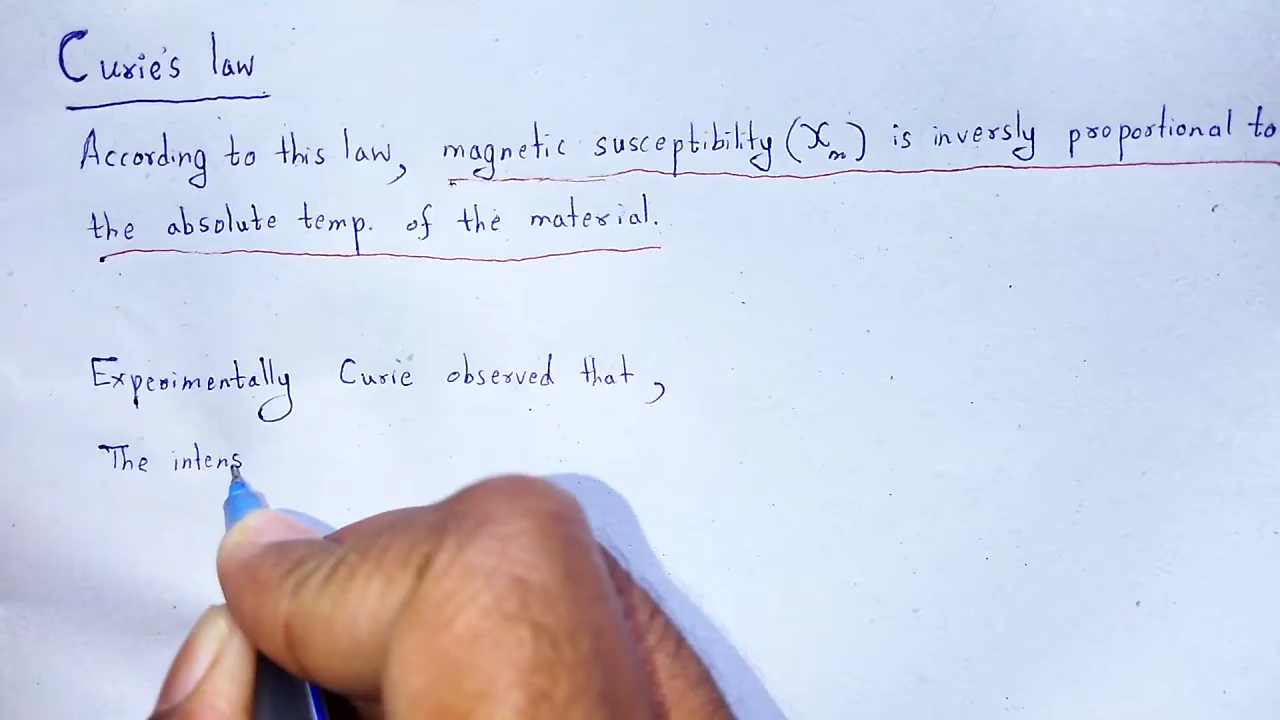 Curie's law
According to this law, magnetic susceptibility (χm) is inversly proportional to
the absolute temp. of the material.
Experimentally Curie observed that,
The intens